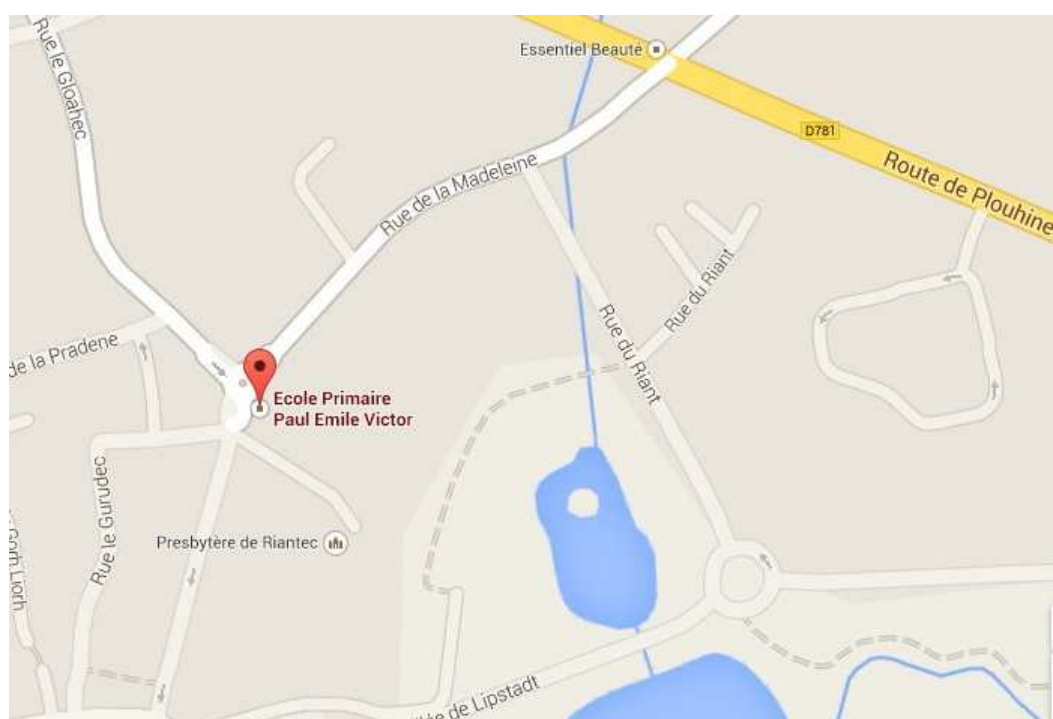 Essentiel Beauté
Rue le Gloahec
D781
Route de Plouhine
Rue de la Madeleine
Rue du Riant
Rue du Riant
de la Pradene
Ecole Primaire
Paul Emile Victor
Rue le Gurudec
Presbytère de Riantec
de Lipstadt